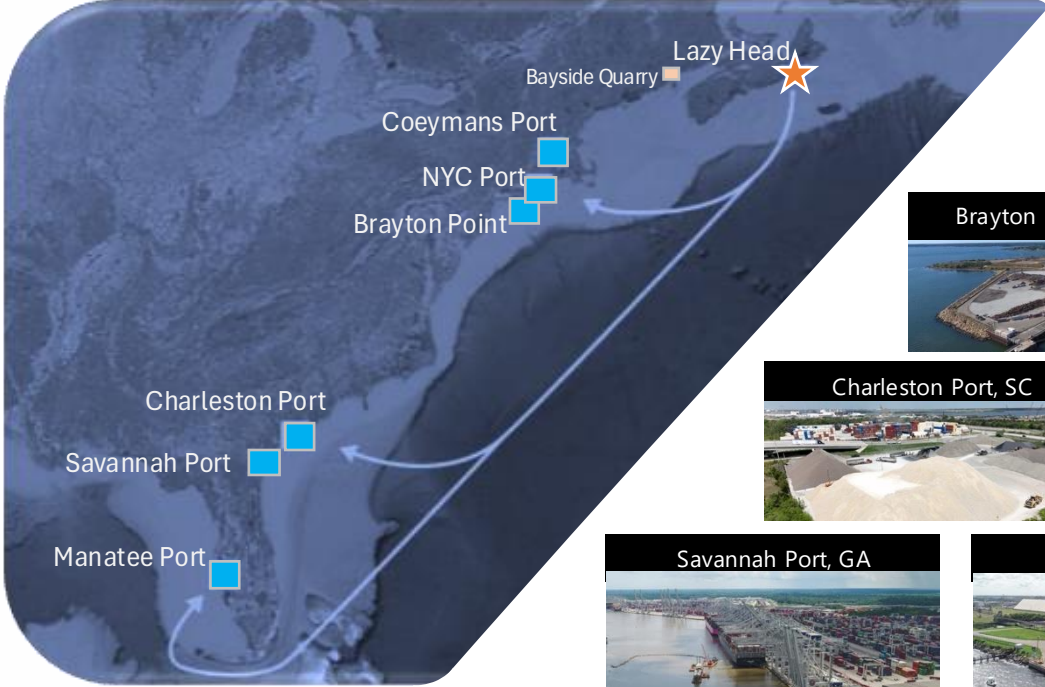 Lazy Head
Bayside Quarry
Coeymans Port
NYC Port
Brayton Point
Brayton
Charleston Port, SC
Charleston Port
Savannah Port
Savannah Port, GA
Manatee Port